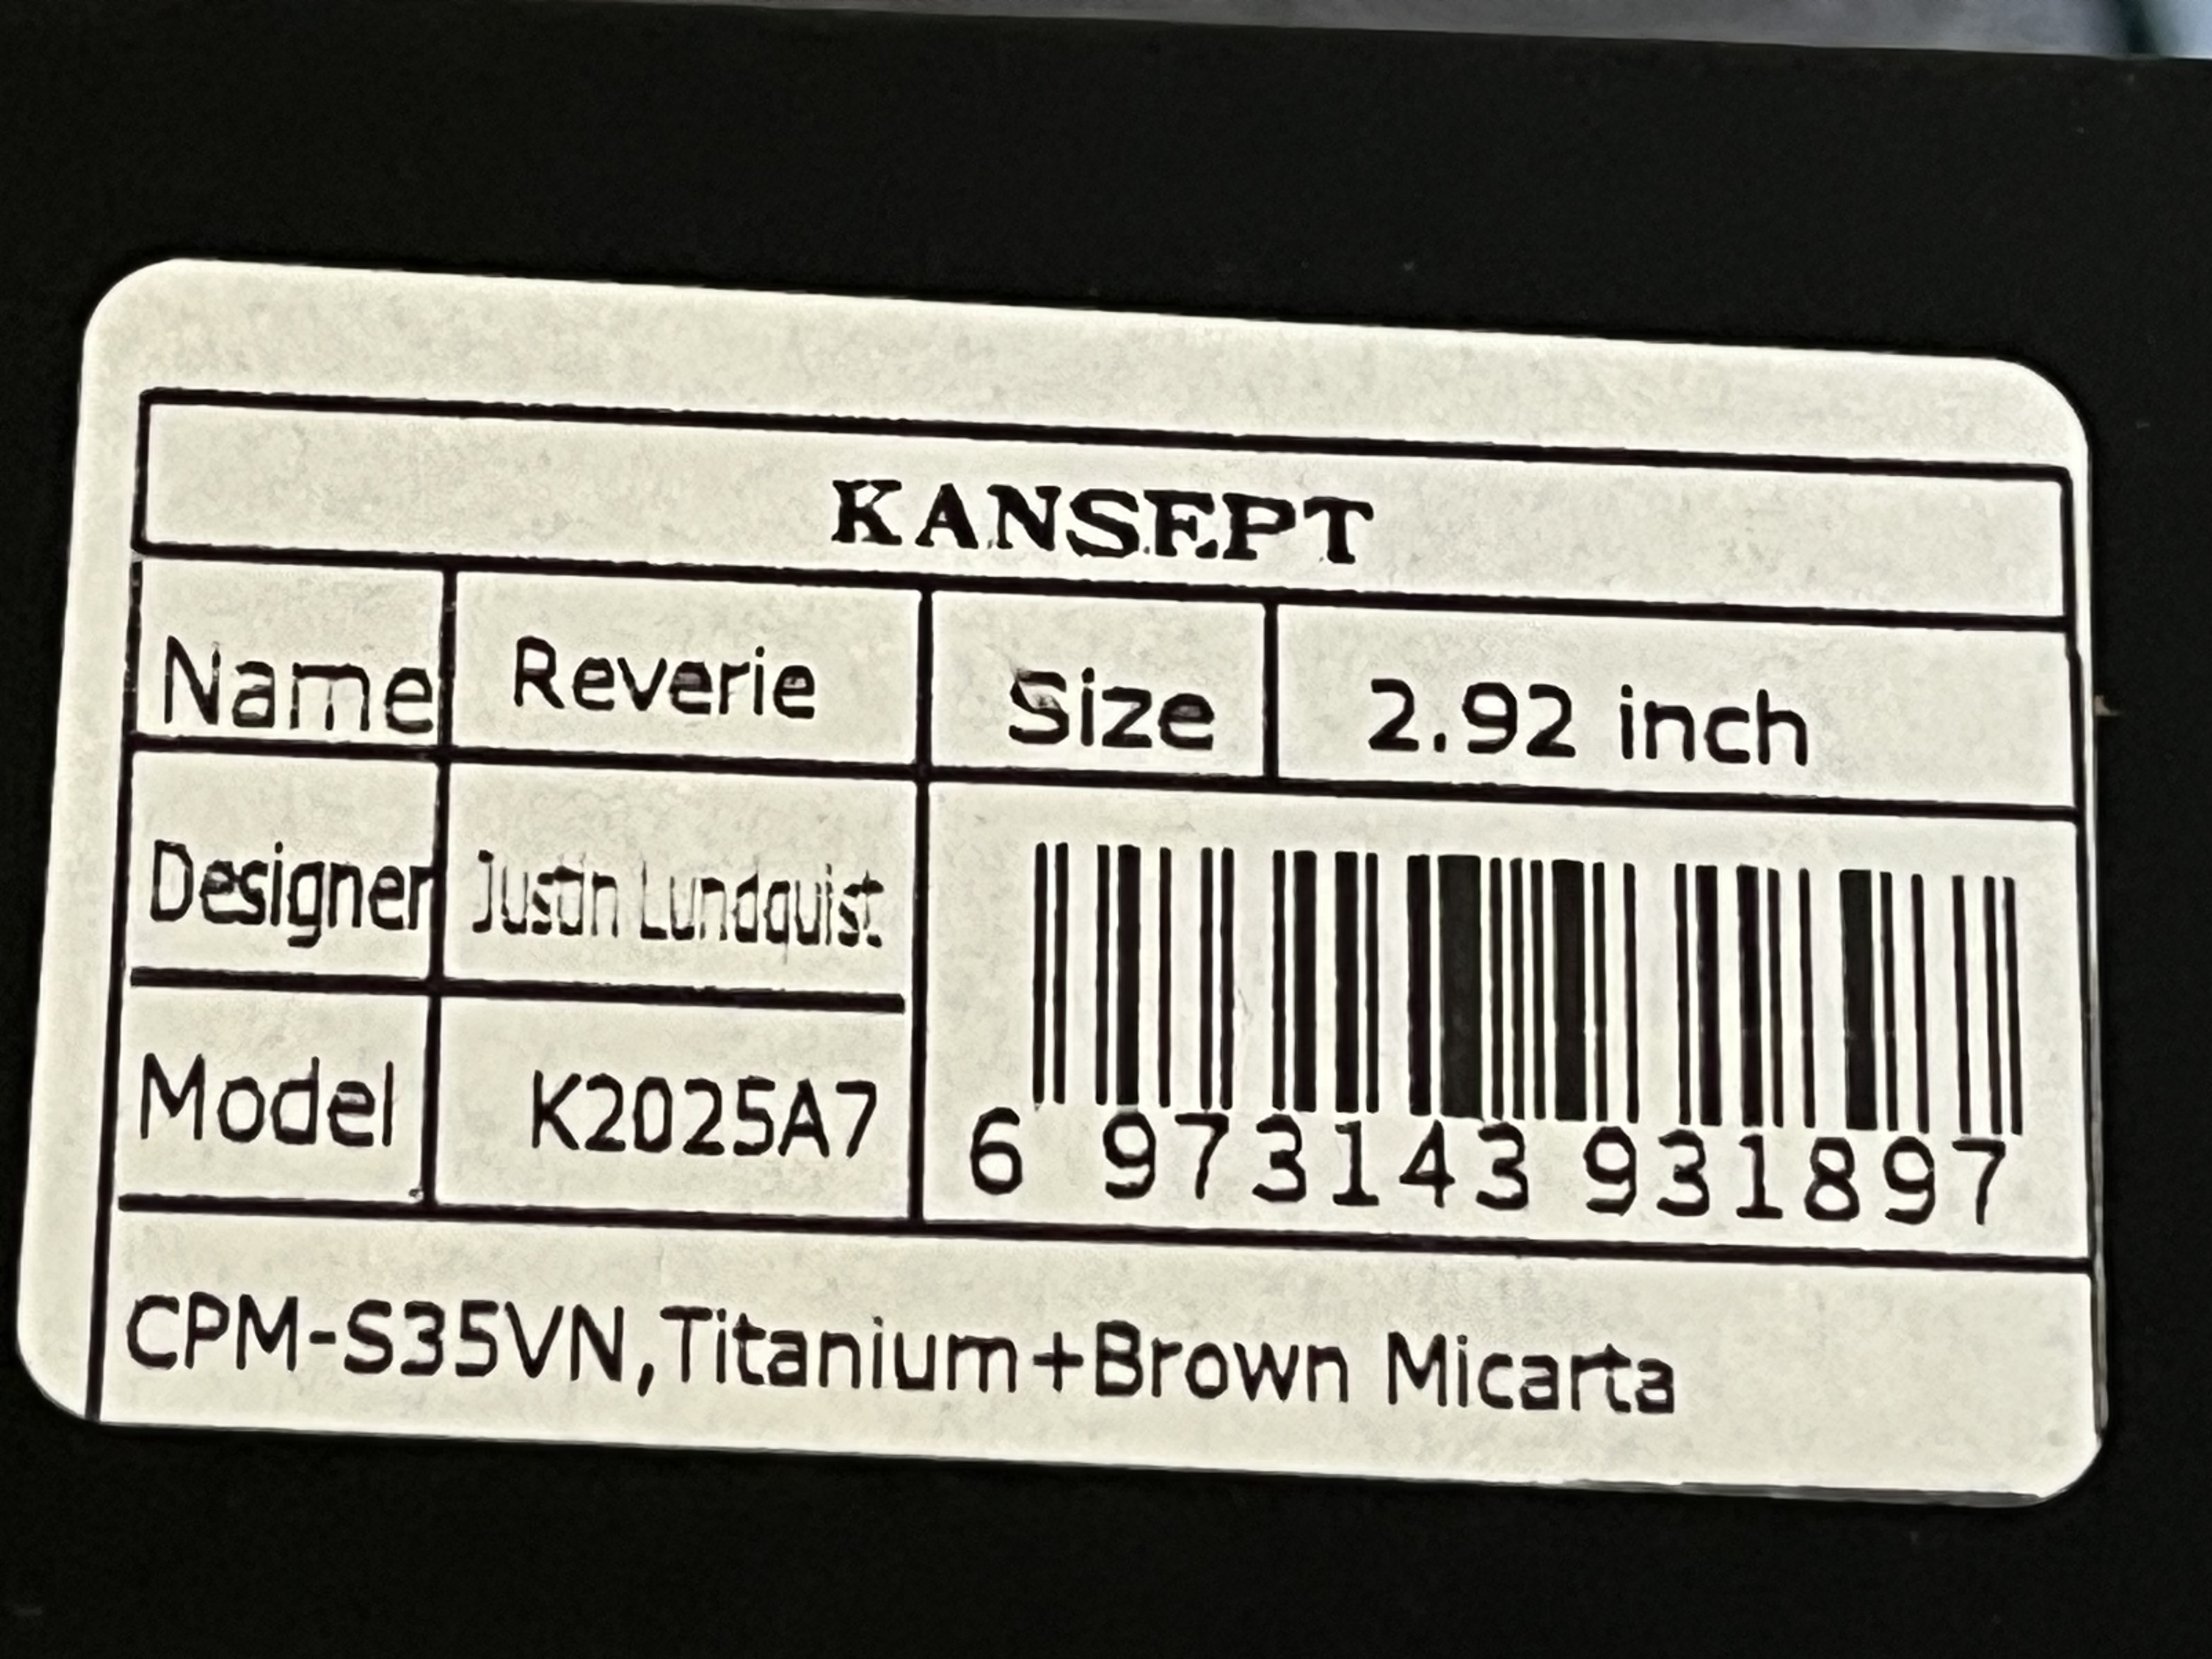 KANSEPT
Name Reverie Size 2.92 inch
Designer Justin Lundquist
Model K2025A7
6 973143 931897
CPM-S35VN,Titanium+Brown Micarta